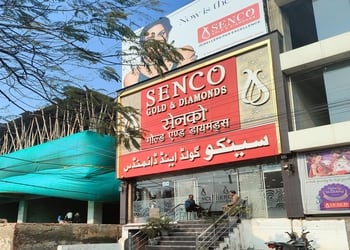 Now is the
SENCO
SENCO
GOLD & DIAMONDS
सेनको
गोल्ड एण्ड डायमंड्स
سینکو گولڈ اینڈ ڈائمنڈس